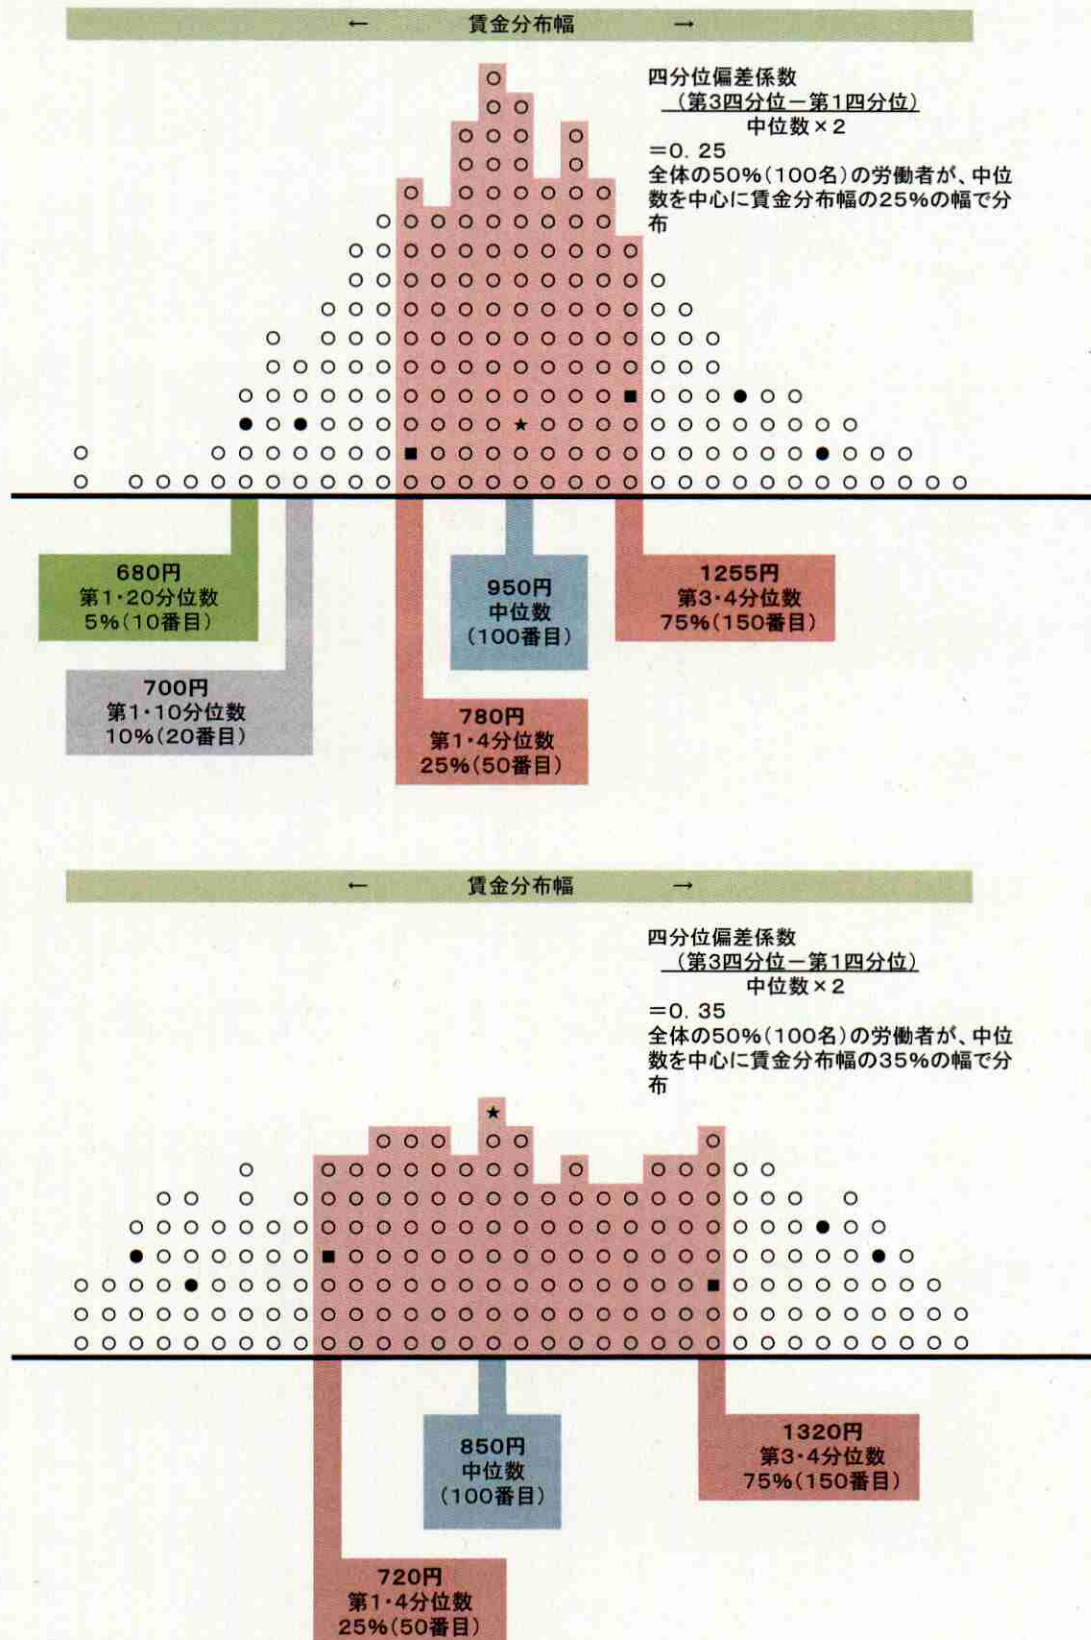 ← 賃金分布幅 →
四分位偏差係数
(第3四分位－第1四分位)
中位数×2
＝0. 25
全体の50%(100名)の労働者が、中位
数を中心に賃金分布幅の25%の幅で分
布
680円
第1・20分位数
5%(10番目)
950円
中位数
(100番目)
1255円
第3・4分位数
75%(150番目)
700円
第1・10分位数
10%(20番目)
780円
第1・4分位数
25%(50番目)
← 賃金分布幅 →
四分位偏差係数
(第3四分位－第1四分位)
中位数×2
＝0. 35
全体の50%(100名)の労働者が、中位
数を中心に賃金分布幅の35%の幅で分
布
850円
中位数
(100番目)
1320円
第3・4分位数
75%(150番目)
720円
第1・4分位数
25%(50番目)